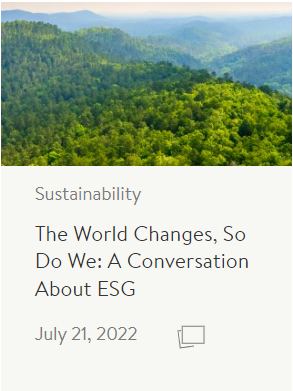 Sustainability
The World Changes, So
Do We: A Conversation
About ESG
July 21, 2022